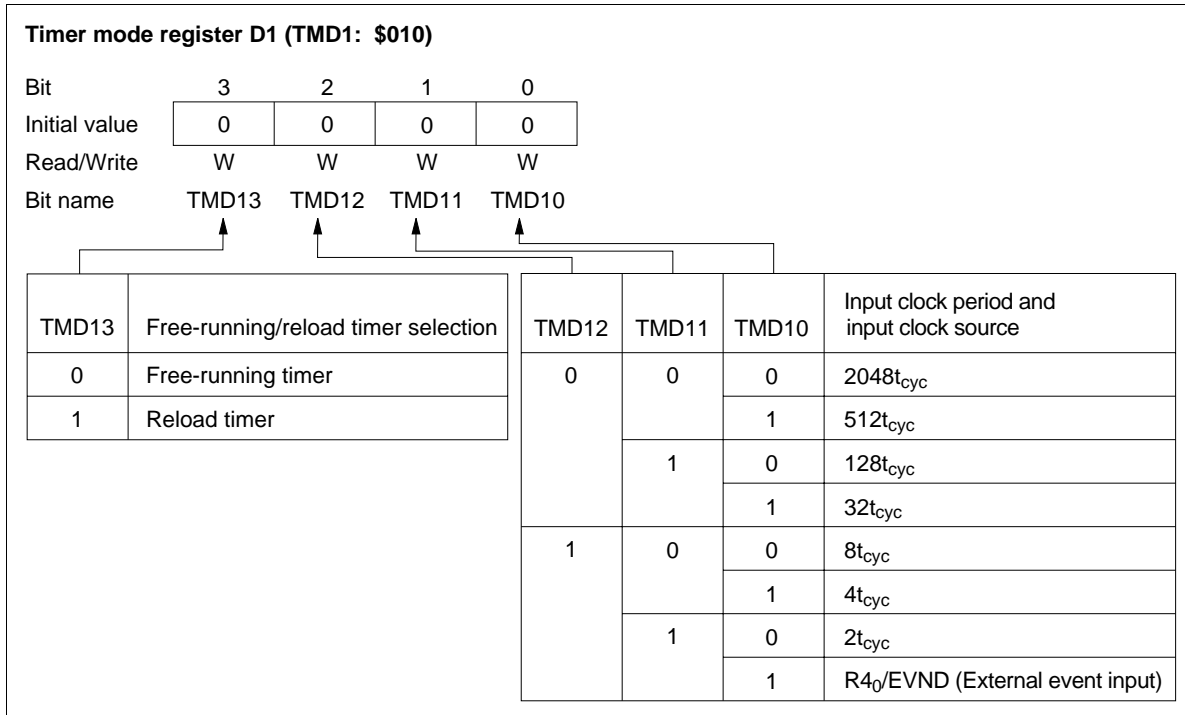 Timer mode register D1 (TMD1: $010)
Bit 3 2 1 0
Initial value 0 0 0 0
Read/Write W W W W
Bit name TMD13 TMD12 TMD11 TMD10
TMD13 Free-running/reload timer selection
0 Free-running timer
1 Reload timer
TMD12 TMD11 TMD10 Input clock period and
input clock source
0 0 0 2048tcyc
1 512tcyc
1 0 128tcyc
1 32tcyc
1 0 0 8tcyc
1 4tcyc
1 0 2tcyc
1 R40/EVND (External event input)